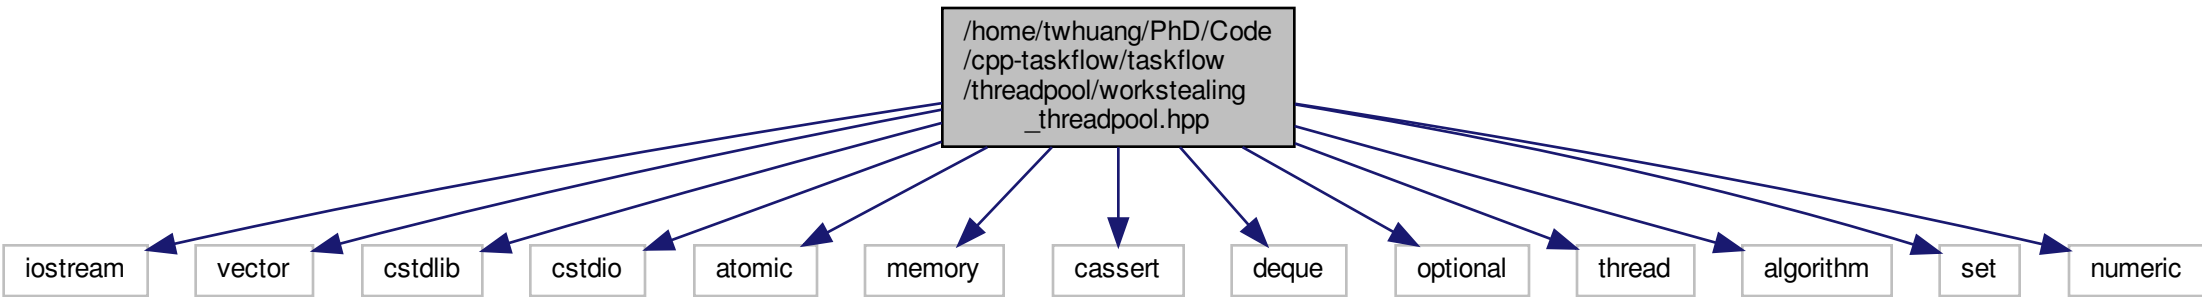 /home/twhuang/PhD/Code
/cpp-taskflow/taskflow
/threadpool/workstealing
_threadpool.hpp
iostream
vector
cstdlib
cstdio
atomic
memory
cassert
deque
optional
thread
algorithm
set
numeric